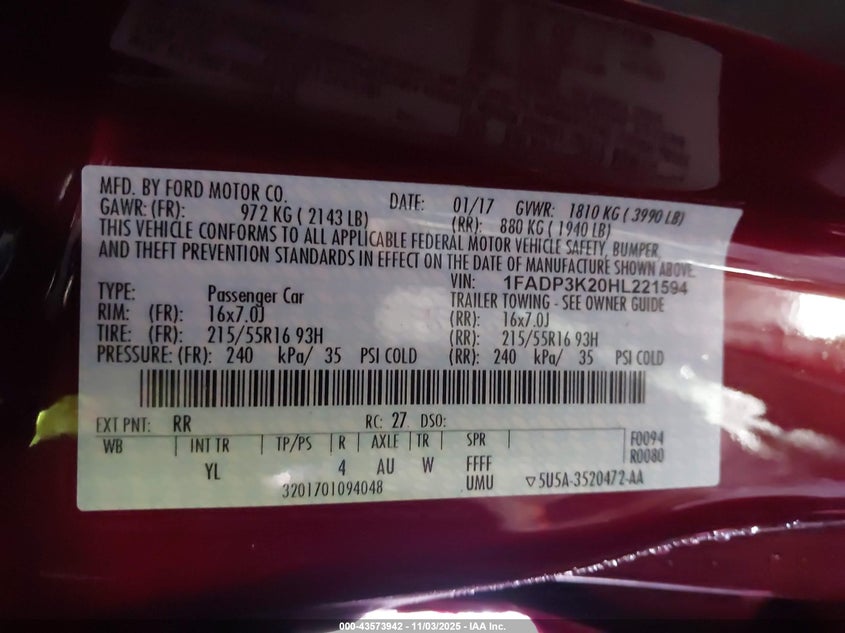 MFD. BY FORD MOTOR CO. DATE: 01/17 GVWR: 1810 KG ( 3990 LB)
GAWR: (FR): 972 KG ( 2143 LB) (RR): 880 KG ( 1940 LB)
THIS VEHICLE CONFORMS TO ALL APPLICABLE FEDERAL MOTOR VEHICLE SAFETY, BUMPER,
AND THEFT PREVENTION STANDARDS IN EFFECT ON THE DATE OF MANUFACTURE SHOWN ABOVE.
VIN: 1FADP3K20HL221594
TYPE: Passenger Car TRAILER TOWING - SEE OWNER GUIDE
RIM: (FR): 16x7.0J (RR): 16x7.0J
TIRE: (FR): 215/55R16 93H (RR): 215/55R16 93H
PRESSURE: (FR): 240 kPa/ 35 PSI COLD (RR): 240 kPa/ 35 PSI COLD
EXT PNT: RR RC: 27 DSO:
WB INT TR TP/PS R AXLE TR SPR F0094
R0080
YL 4 AU W FFFF
3201701094048 UMU ▽5U5A-3520472-AA
000-43573942 - 11/03/2025 - IAA Inc.